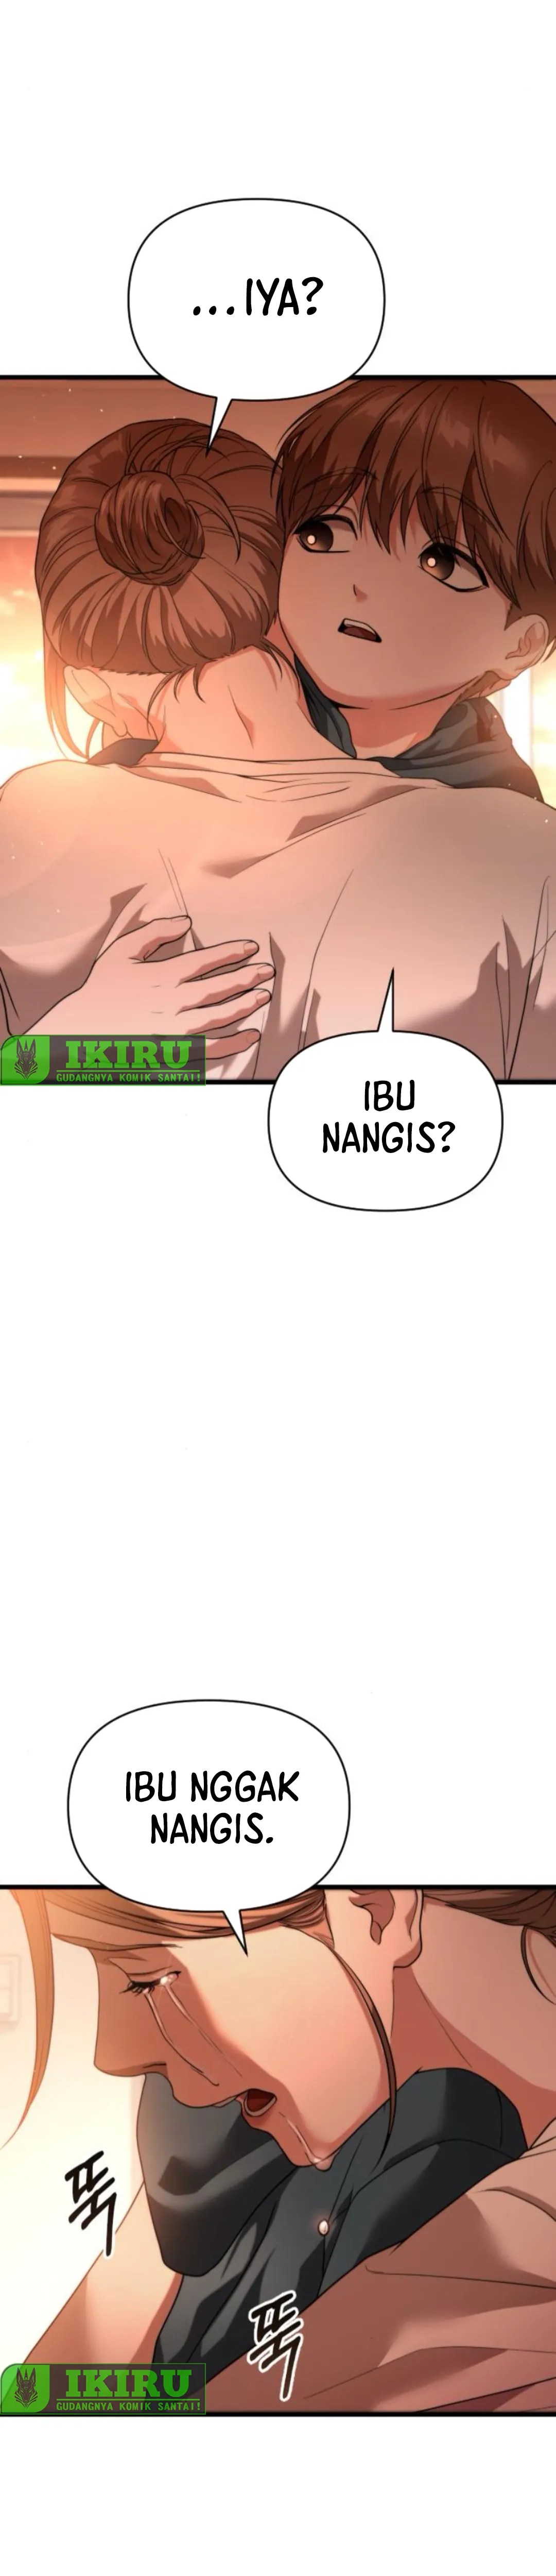 ...IYA?
IKIRU
GUDANGNYA KOMIK SANTAI!
IBU
NANGIS?
IBU NGGAK
NANGIS.
뚝
뚝
IKIRU
GUDANGNYA KOMIK SANTAI!